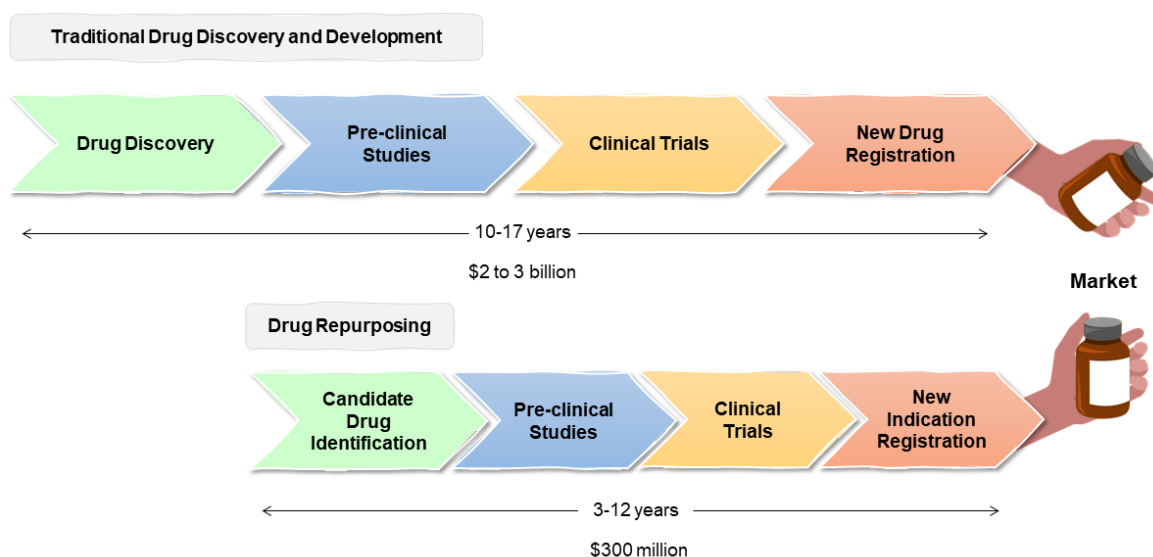 Traditional Drug Discovery and Development
Drug Discovery
Pre-clinical
Studies
Clinical Trials
New Drug
Registration
10-17 years
$2 to 3 billion
Market
Drug Repurposing
Candidate
Drug
Identification
Pre-clinical
Studies
Clinical
Trials
New
Indication
Registration
3-12 years
$300 million